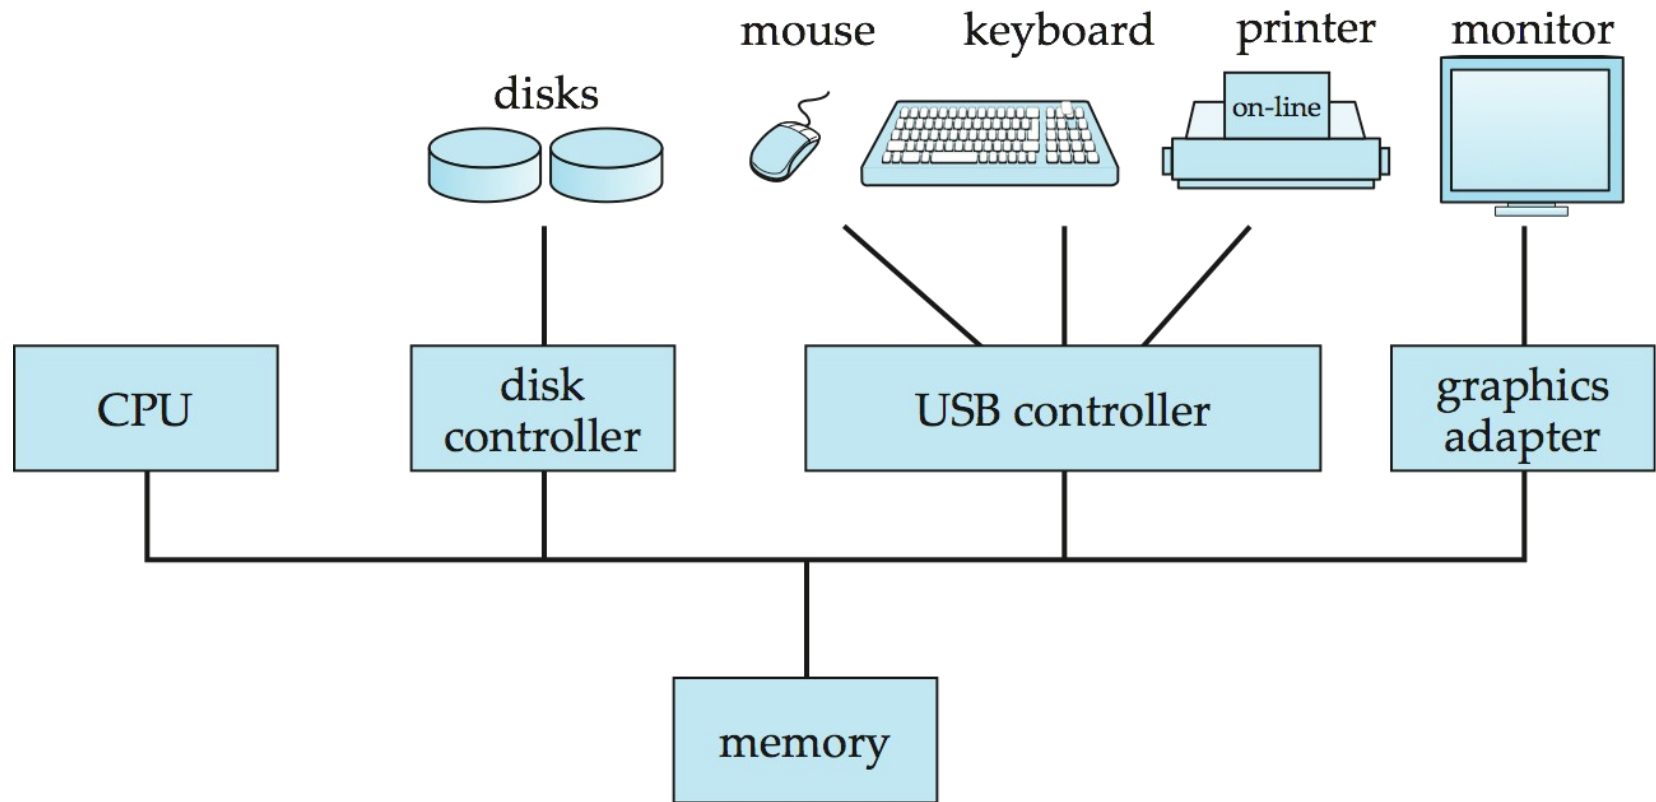 mouse
keyboard
printer
monitor
disks
on-line
CPU
disk
controller
USB controller
graphics
adapter
memory